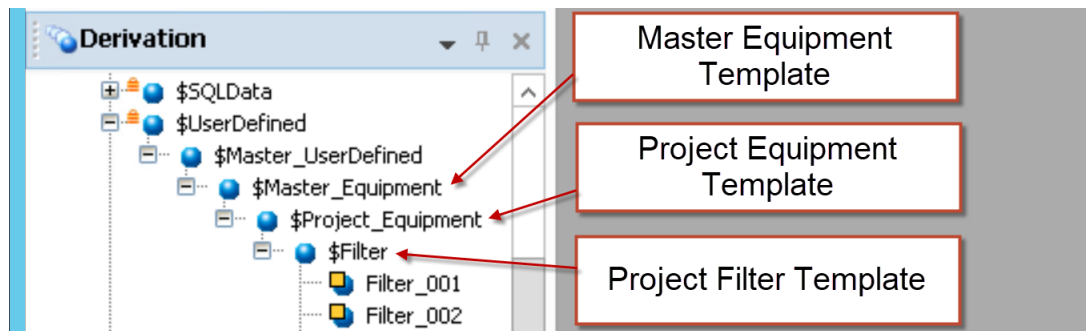 Derivation
$SQLData
$UserDefined
$Master_UserDefined
$Master_Equipment
$Project_Equipment
$Filter
Filter_001
Filter_002
Master Equipment
Template
Project Equipment
Template
Project Filter Template